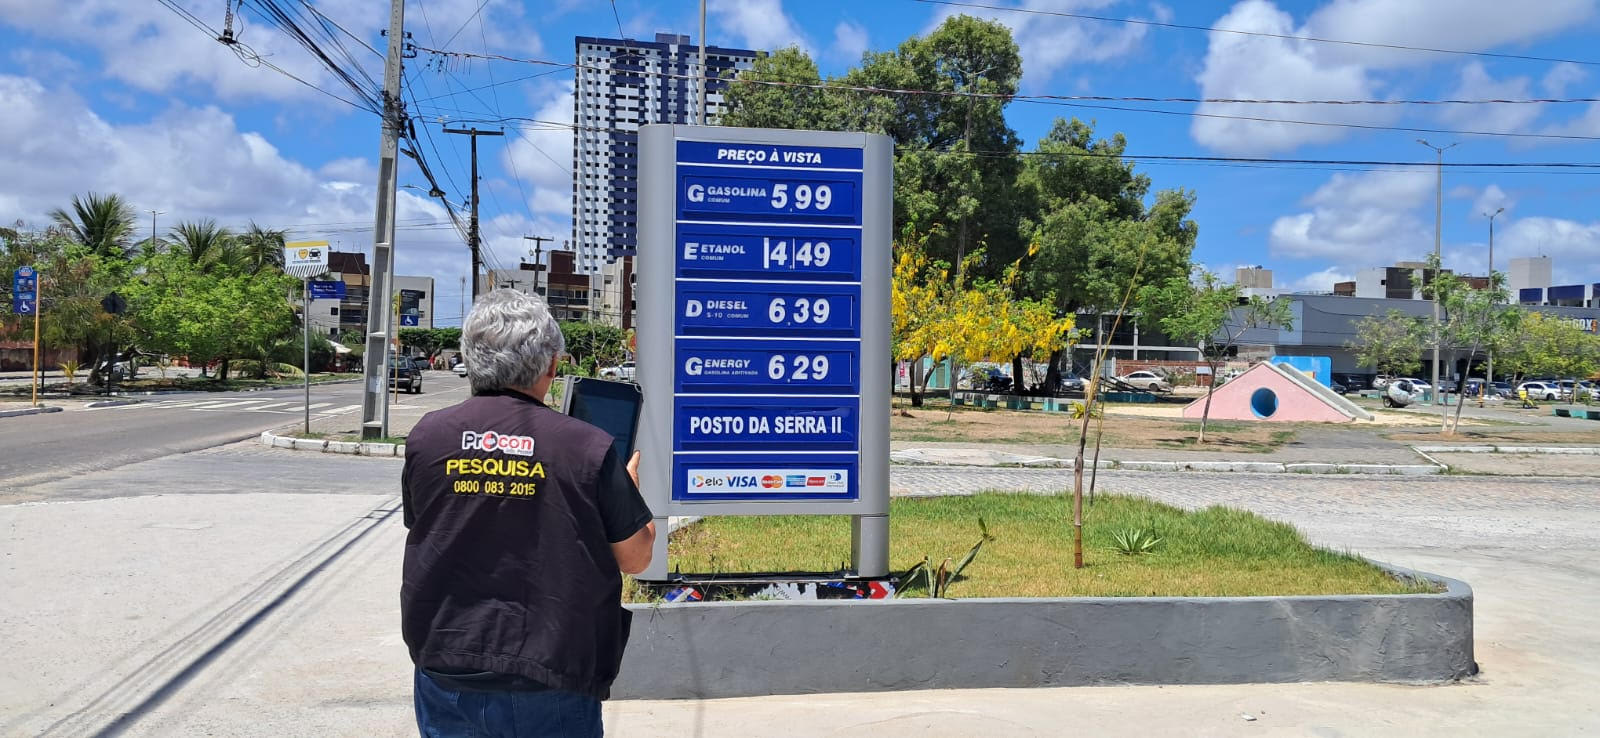 PREÇO À VISTA
G GASOLINA COMUM 5,99
E ETANOL COMUM 4,49
D DIESEL S-10 COMUM 6,39
G ENERGY GASOLINA ADITIVADA 6,29
POSTO DA SERRA II
elo VISA MasterCard
Procon
PESQUISA
0800 083 2015